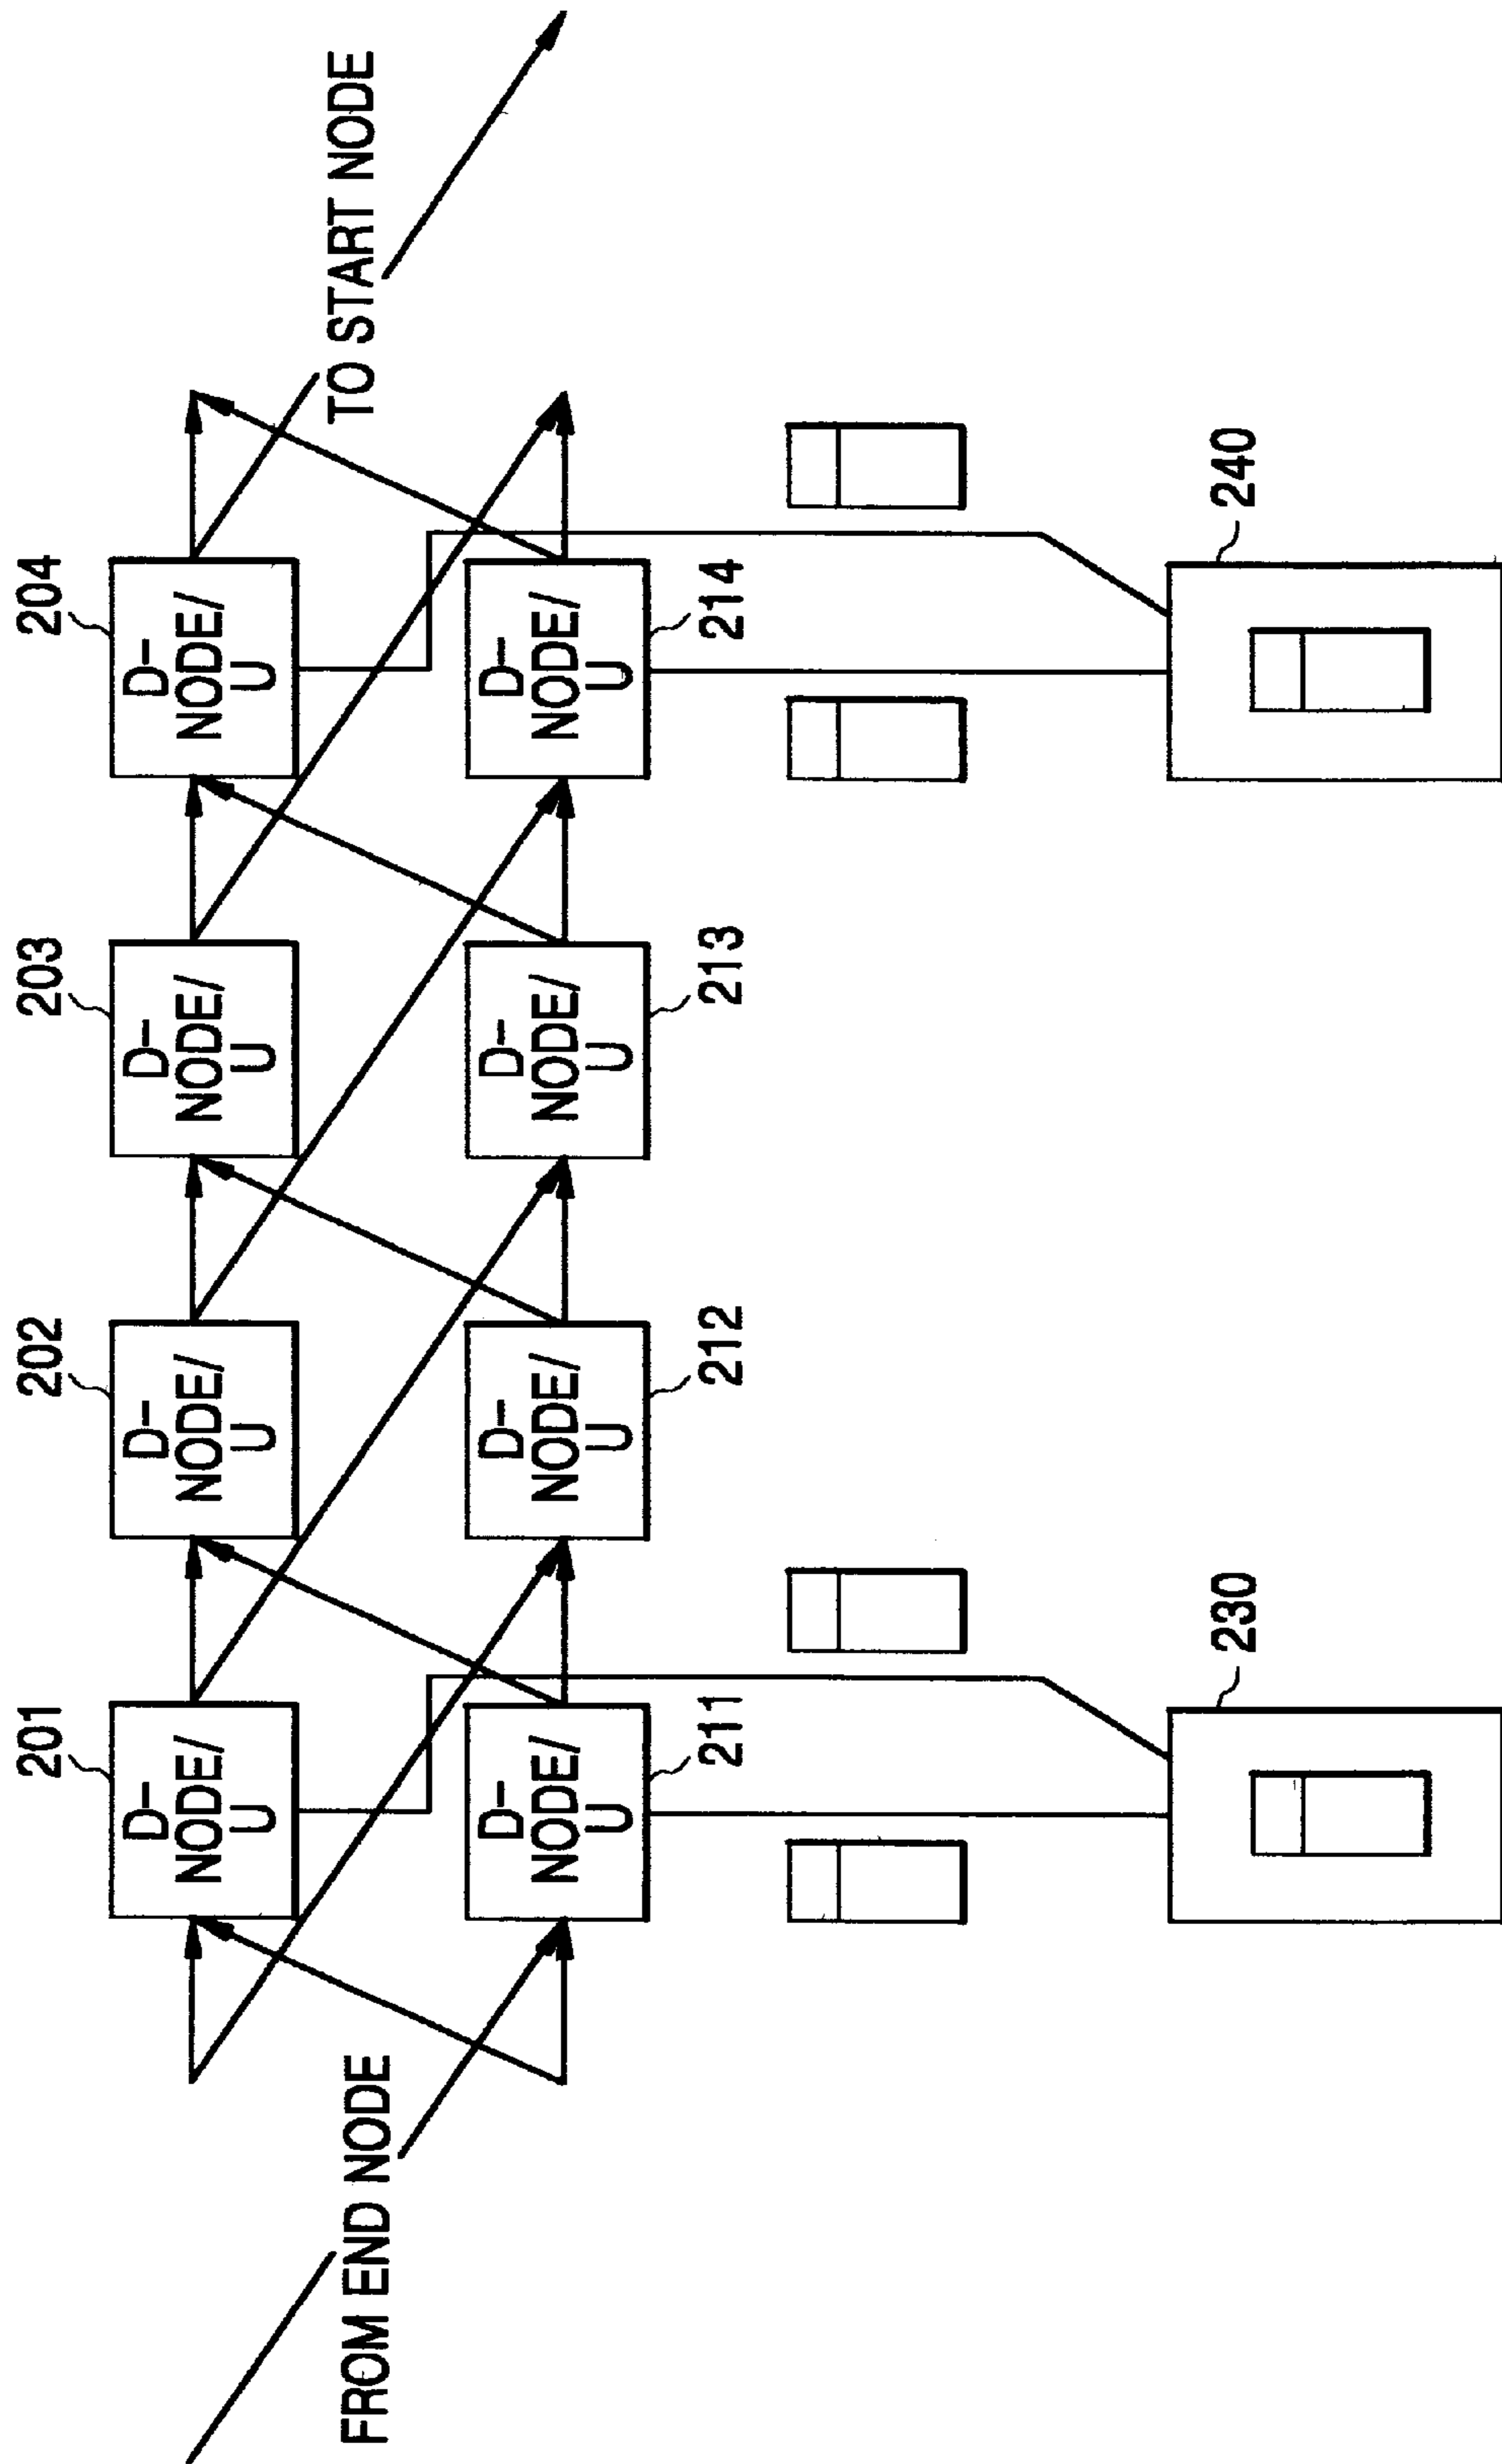 201
202
203
204
D-
NODE/
U
D-
NODE/
U
D-
NODE/
U
D-
NODE/
U
TO START NODE
FROM END NODE
D-
NODE/
U
D-
NODE/
U
D-
NODE/
U
D-
NODE/
U
211
212
213
214
230
240